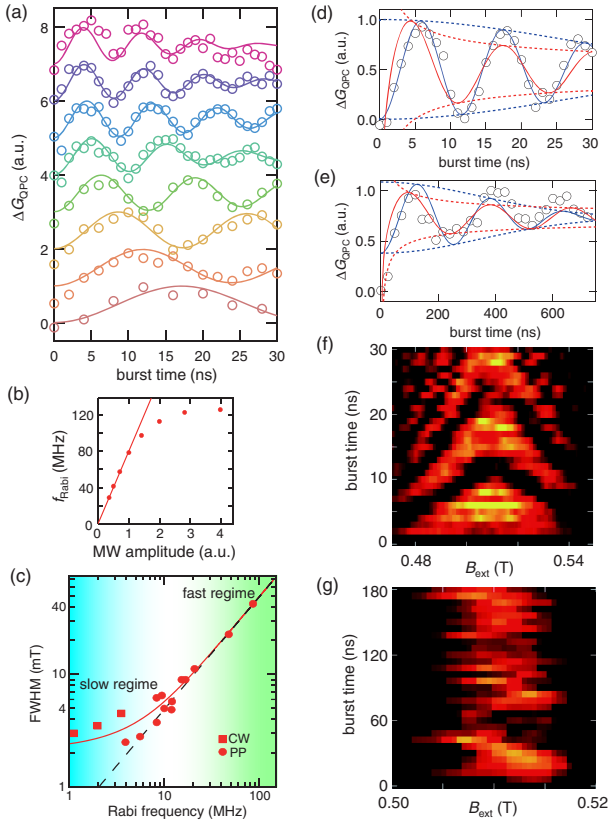 (a)
8
6
4
2
0
ΔG_QPC (a.u.)
0
5
10
15
20
25
30
burst time (ns)
(b)
120
80
40
0
f_Rabi (MHz)
0
1
2
3
4
MW amplitude (a.u.)
(c)
fast regime
slow regime
CW
PP
40
10
4
1
FWHM (mT)
1
10
100
Rabi frequency (MHz)
(d)
1.0
0.5
0.0
ΔG_QPC (a.u.)
0
5
10
15
20
25
30
burst time (ns)
(e)
1.0
0.5
0.0
ΔG_QPC (a.u.)
0
200
400
600
burst time (ns)
(f)
30
20
10
0
burst time (ns)
0.48
B_ext (T)
0.54
(g)
180
120
60
0
burst time (ns)
0.50
B_ext (T)
0.52